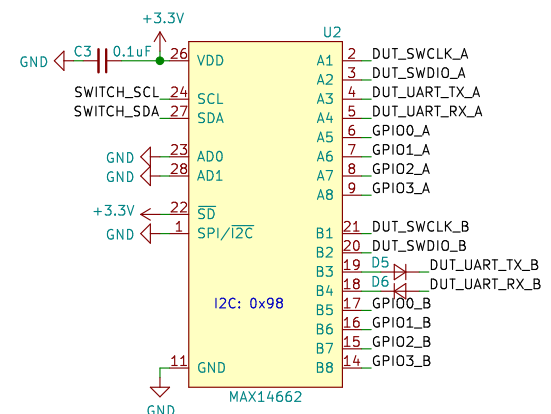 +3.3V
U2
C3 0.1uF
GND
26 VDD A1 2 DUT_SWCLK_A
A2 3 DUT_SWDIO_A
SWITCH_SCL 24 SCL A3 4 DUT_UART_TX_A
SWITCH_SDA 27 SDA A4 5 DUT_UART_RX_A
A5 6 GPIO0_A
GND 23 AD0 A6 7 GPIO1_A
GND 28 AD1 A7 8 GPIO2_A
A8 9 GPIO3_A
+3.3V 22 SD
GND 1 SPI/I2C B1 21 DUT_SWCLK_B
B2 20 DUT_SWDIO_B
B3 19 D5 DUT_UART_TX_B
B4 18 D6 DUT_UART_RX_B
I2C: 0x98 B5 17 GPIO0_B
B6 16 GPIO1_B
B7 15 GPIO2_B
11 GND B8 14 GPIO3_B
MAX14662
GND